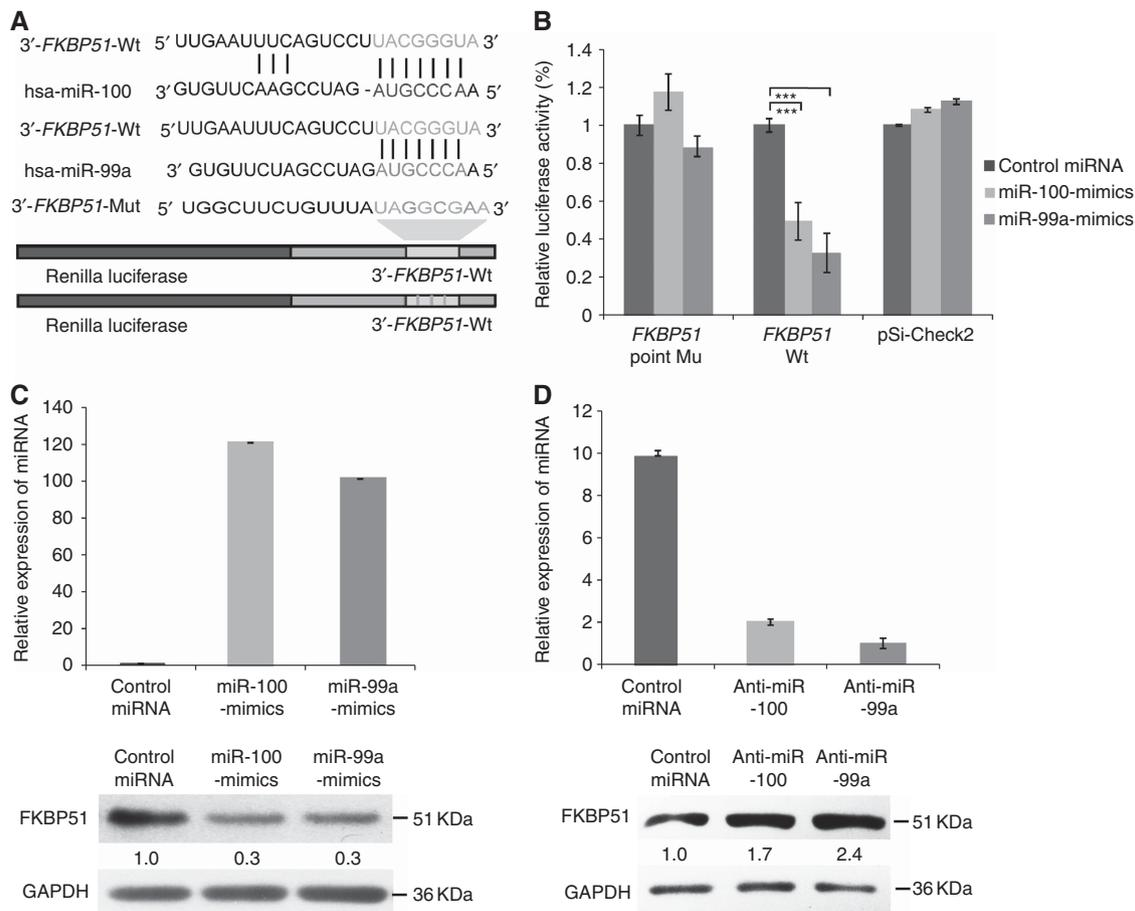 A
3′-FKBP51-Wt 5′ UUGAAUUUCAGUCCUUACGGGUA 3′
hsa-miR-100 3′ GUGUUCAAGCCUAG -AUGCCCAA 5′
3′-FKBP51-Wt 5′ UUGAAUUUCAGUCCUUACGGGUA 3′
hsa-miR-99a 3′ GUGUUCUAGCCUAGAUGCCCAA 5′
3′-FKBP51-Mut 5′ UGGCUUCUGUUUAUAGGCGAA 3′
Renilla luciferase 3′-FKBP51-Wt
Renilla luciferase 3′-FKBP51-Wt
B
Relative luciferase activity (%)
1.4
1.2
1
0.8
0.6
0.4
0.2
0
***
***
FKBP51
point Mu
FKBP51
Wt
pSi-Check2
Control miRNA
miR-100-mimics
miR-99a-mimics
C
Relative expression of miRNA
140
120
100
80
60
40
20
0
Control
miRNA
miR-100
-mimics
miR-99a
-mimics
Control
miRNA
miR-100
-mimics
miR-99a
-mimics
FKBP51
51 KDa
1.0 0.3 0.3
GAPDH
36 KDa
D
Relative expression of miRNA
12
10
8
6
4
2
0
Control
miRNA
Anti-miR
-100
Anti-miR
-99a
Control
miRNA
Anti-miR
-100
Anti-miR
-99a
FKBP51
51 KDa
1.0 1.7 2.4
GAPDH
36 KDa